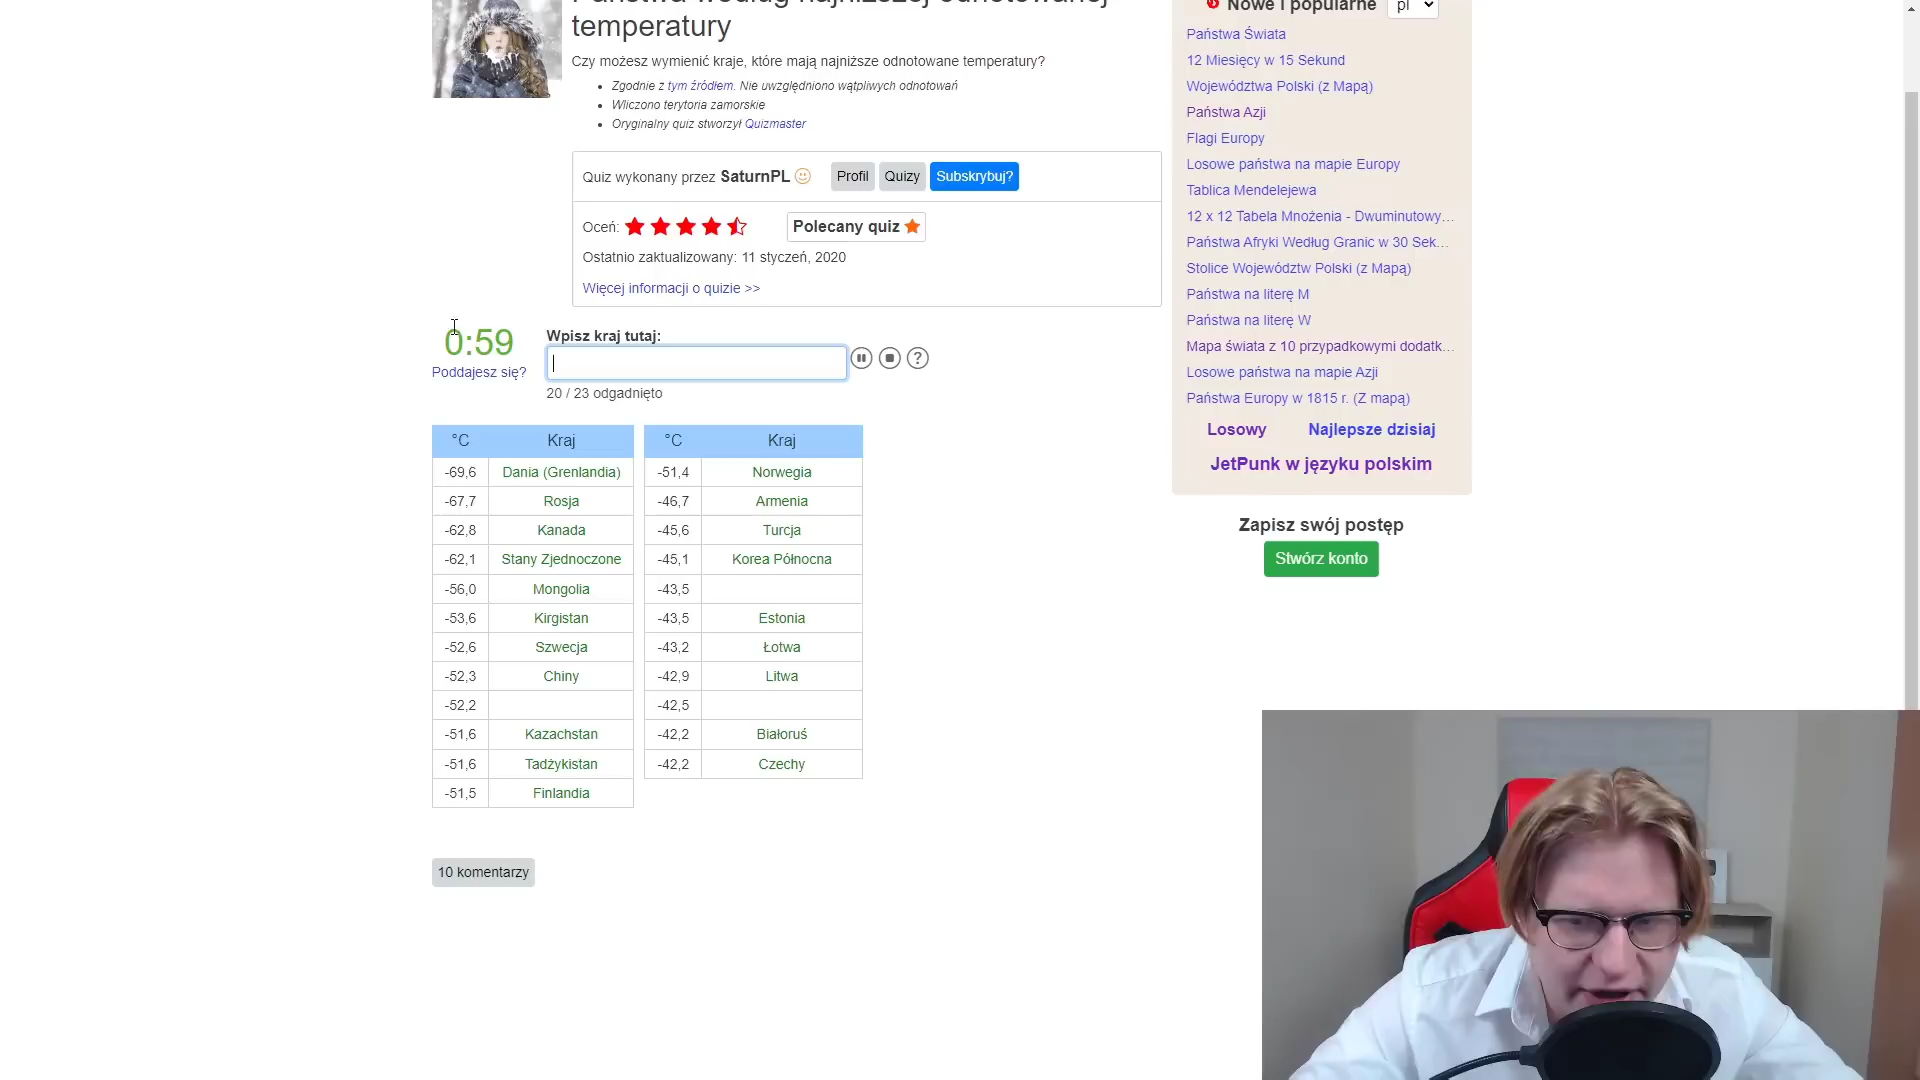 temperatury
Czy możesz wymienić kraje, które mają najniższe odnotowane temperatury?
Zgodnie z tym źródłem. Nie uwzględniono wątpliwych odnotowań
Wliczono terytoria zamorskie
Oryginalny quiz stworzył Quizmaster
Quiz wykonany przez SaturnPL Profil Quizy Subskrybuj?
Oceń: Polecany quiz
Ostatnio zaktualizowany: 11 styczeń, 2020
Więcej informacji o quizie >>
0:59
Poddajesz się?
Wpisz kraj tutaj:
?
20 / 23 odgadnięto
°C Kraj
-69,6 Dania (Grenlandia)
-67,7 Rosja
-62,8 Kanada
-62,1 Stany Zjednoczone
-56,0 Mongolia
-53,6 Kirgistan
-52,6 Szwecja
-52,3 Chiny
-52,2
-51,6 Kazachstan
-51,6 Tadżykistan
-51,5 Finlandia
°C Kraj
-51,4 Norwegia
-46,7 Armenia
-45,6 Turcja
-45,1 Korea Północna
-43,5
-43,5 Estonia
-43,2 Łotwa
-42,9 Litwa
-42,5
-42,2 Białoruś
-42,2 Czechy
10 komentarzy
Nowe i popularne pl
Państwa Świata
12 Miesięcy w 15 Sekund
Województwa Polski (z Mapą)
Państwa Azji
Flagi Europy
Losowe państwa na mapie Europy
Tablica Mendelejewa
12 x 12 Tabela Mnożenia - Dwuminutowy…
Państwa Afryki Według Granic w 30 Sek…
Stolice Województw Polski (z Mapą)
Państwa na literę M
Państwa na literę W
Mapa świata z 10 przypadkowymi dodatk…
Losowe państwa na mapie Azji
Państwa Europy w 1815 r. (Z mapą)
Losowy Najlepsze dzisiaj
JetPunk w języku polskim
Zapisz swój postęp
Stwórz konto